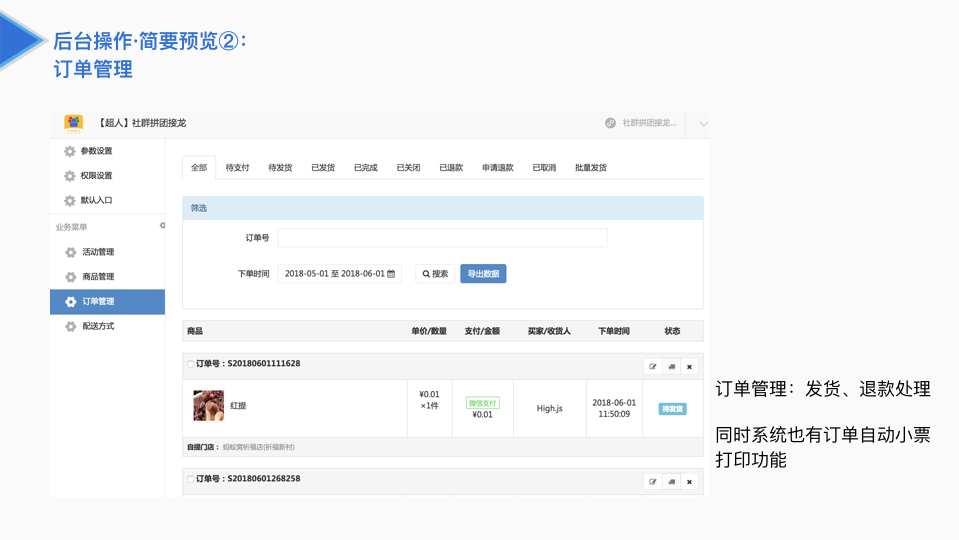 后台操作·简要预览②：
订单管理
【超人】社群拼团接龙
社群拼团接龙...
参数设置
权限设置
默认入口
业务菜单
活动管理
商品管理
订单管理
配送方式
全部 待支付 待发货 已发货 已完成 已关闭 已退款 申请退款 已取消 批量发货
筛选
订单号
下单时间 2018-05-01 至 2018-06-01 搜索 导出数据
商品 单价/数量 支付/金额 买家/收货人 下单时间 状态
订单号：S20180601111628
红提
¥0.01
×1件
微信支付
¥0.01
High.js
2018-06-01
11:50:09
待发货
自提门店： 蚂蚁窝祈福店(祈福新村)
订单号：S20180601268258
订单管理：发货、退款处理
同时系统也有订单自动小票
打印功能